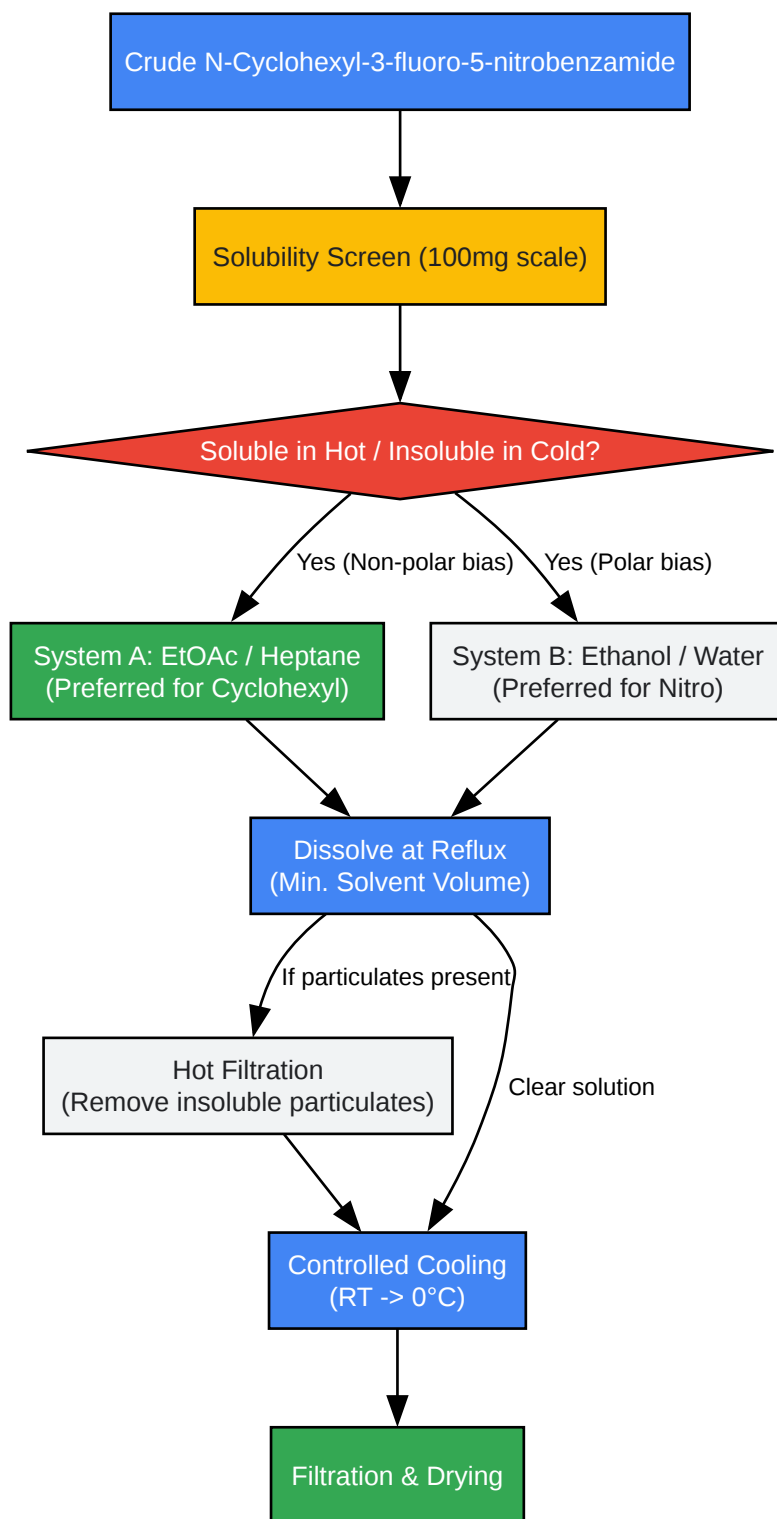 Crude N-Cyclohexyl-3-fluoro-5-nitrobenzamide
Solubility Screen (100mg scale)
Soluble in Hot / Insoluble in Cold?
Yes (Non-polar bias)
Yes (Polar bias)
System A: EtOAc / Heptane
(Preferred for Cyclohexyl)
System B: Ethanol / Water
(Preferred for Nitro)
Dissolve at Reflux
(Min. Solvent Volume)
If particulates present
Hot Filtration
(Remove insoluble particulates)
Clear solution
Controlled Cooling
(RT -> 0°C)
Filtration & Drying